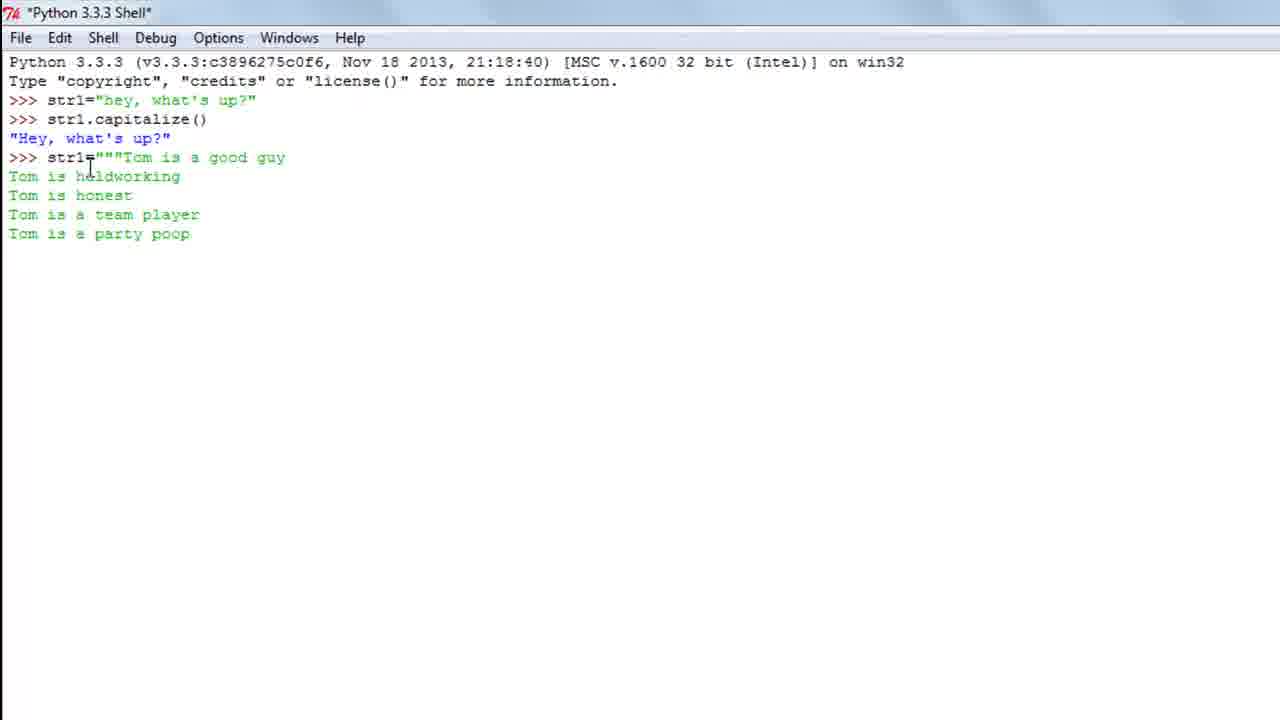 *Python 3.3.3 Shell*
File Edit Shell Debug Options Windows Help
Python 3.3.3 (v3.3.3:c3896275c0f6, Nov 18 2013, 21:18:40) [MSC v.1600 32 bit (Intel)] on win32
Type "copyright", "credits" or "license()" for more information.
>>> str1="hey, what's up?"
>>> str1.capitalize()
"Hey, what's up?"
>>> str1="""Tom is a good guy
Tom is haldworking
Tom is honest
Tom is a team player
Tom is a party poop